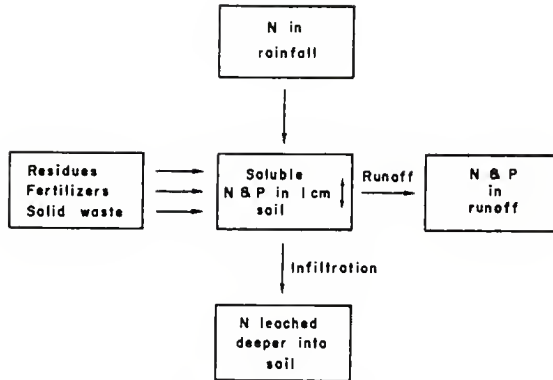 N in
rainfall
Residues
Fertilizers
Solid waste
Soluble
N & P in 1 cm
soil
Runoff
N & P
in
runoff
Infiltration
N leached
deeper into
soil